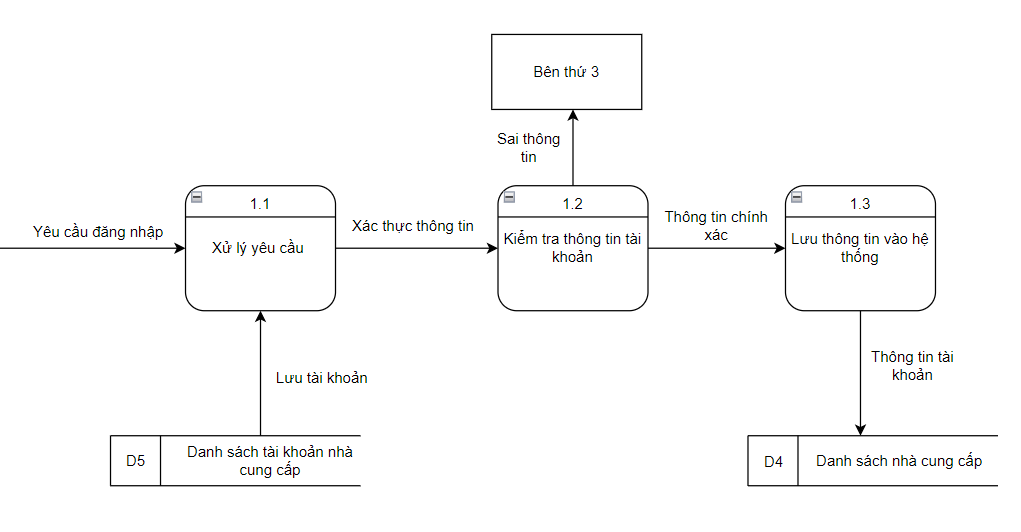 Bên thứ 3
Sai thông
tin
1.1
1.2
1.3
Yêu cầu đăng nhập
Xử lý yêu cầu
Xác thực thông tin
Kiểm tra thông tin tài
khoản
Thông tin chính
xác
Lưu thông tin vào hệ
thống
Lưu tài khoản
Thông tin tài
khoản
D5
Danh sách tài khoản nhà
cung cấp
D4
Danh sách nhà cung cấp